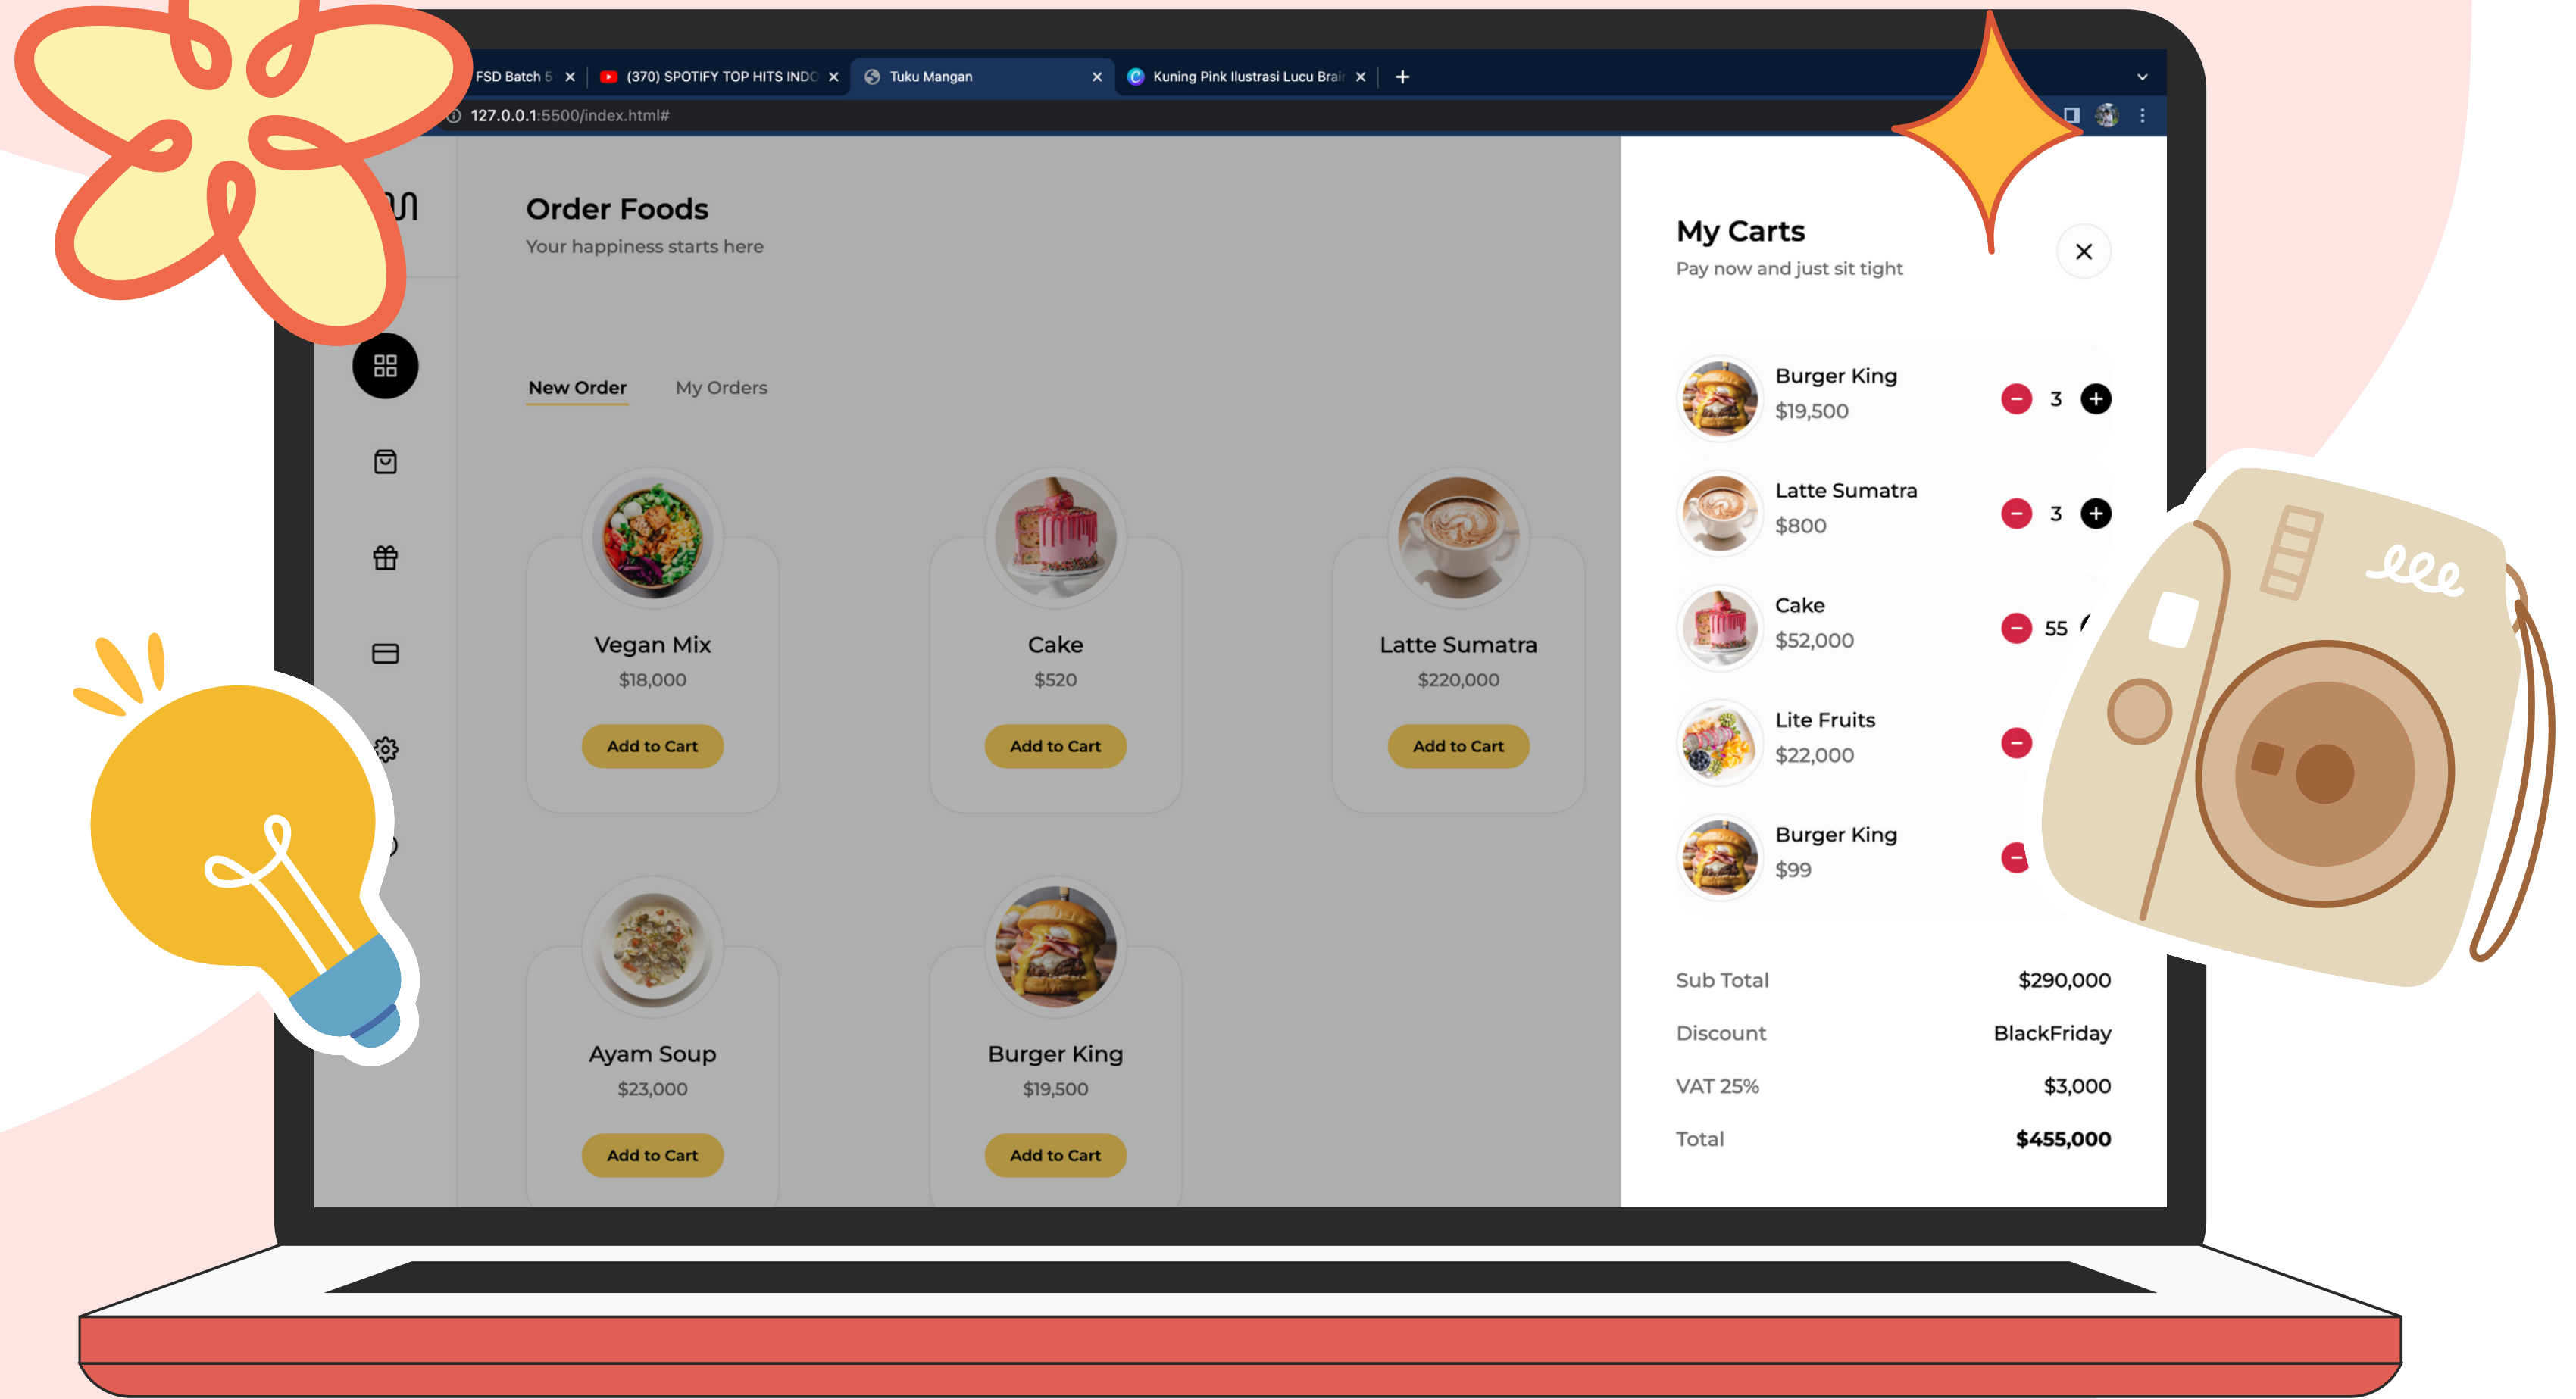 FSD Batch 5
(370) SPOTIFY TOP HITS INDO
Tuku Mangan
Kuning Pink Ilustrasi Lucu Brai
127.0.0.1:5500/index.html#
Order Foods
Your happiness starts here
New Order
My Orders
Vegan Mix
$18,000
Add to Cart
Cake
$520
Add to Cart
Latte Sumatra
$220,000
Add to Cart
Ayam Soup
$23,000
Add to Cart
Burger King
$19,500
Add to Cart
My Carts
Pay now and just sit tight
Burger King
$19,500
3
Latte Sumatra
$800
3
Cake
$52,000
55
Lite Fruits
$22,000
Burger King
$99
Sub Total $290,000
Discount BlackFriday
VAT 25% $3,000
Total $455,000